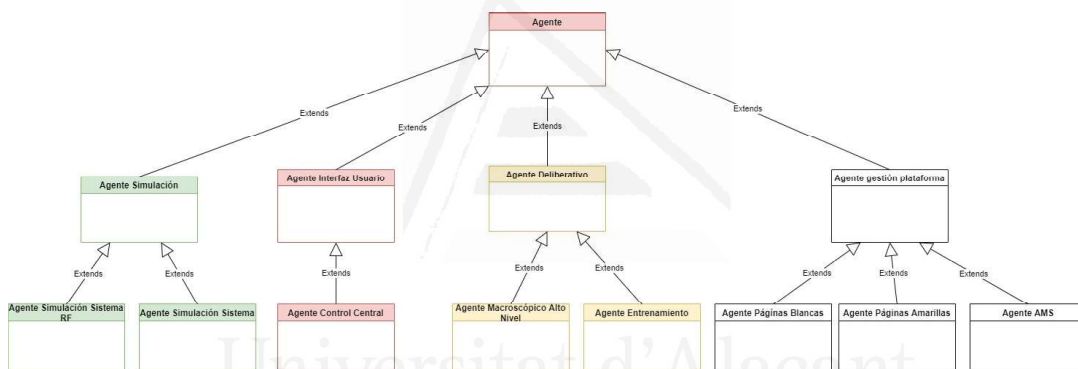 Agente
Extends
Extends
Extends
Extends
Agente Simulación
Agente Interfaz Usuario
Agente Deliberativo
Agente gestión plataforma
Extends
Extends
Extends
Extends
Extends
Extends
Extends
Extends
Agente Simulación Sistema
RF
Agente Simulación Sistema
Agente Control Central
Agente Macroscópico Alto
Nivel
Agente Entrenamiento
Agente Páginas Blancas
Agente Páginas Amarillas
Agente AMS
Universitat d'Alacant